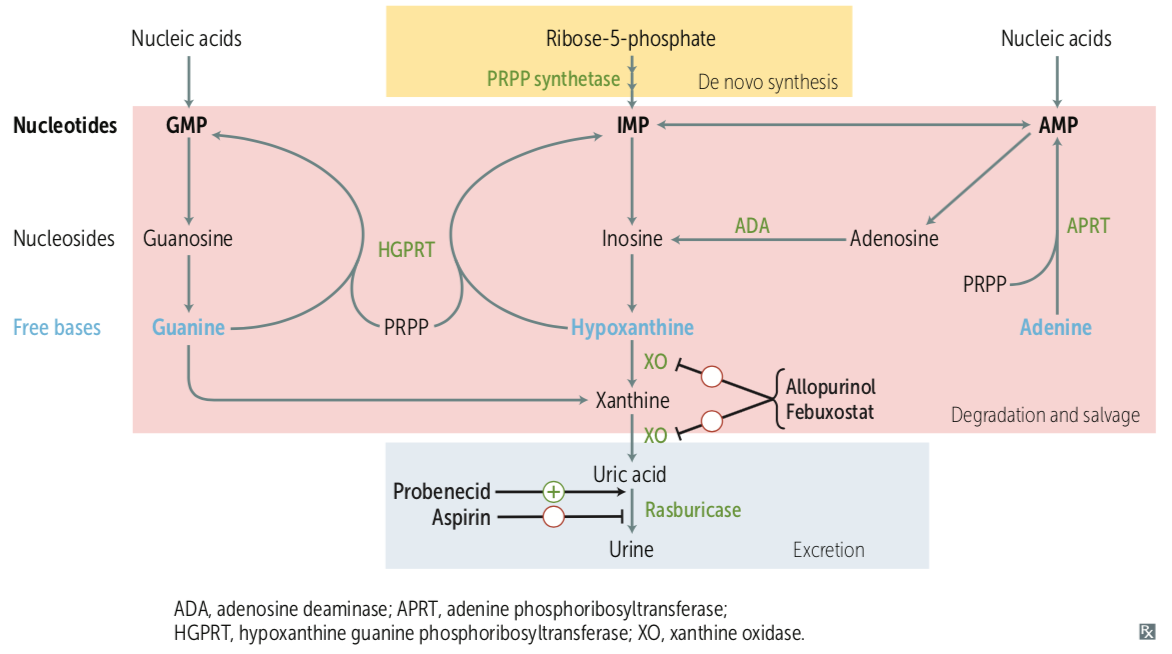 Nucleic acids
Ribose-5-phosphate
Nucleic acids
PRPP synthetase
De novo synthesis
Nucleotides
GMP
IMP
AMP
Nucleosides
Guanosine
HGPRT
Inosine
ADA
Adenosine
APRT
PRPP
Free bases
Guanine
PRPP
Hypoxanthine
Adenine
XO
Allopurinol
Febuxostat
Xanthine
Degradation and salvage
XO
Uric acid
Probenecid
+
Aspirin
Rasburicase
Urine
Excretion
ADA, adenosine deaminase; APRT, adenine phosphoribosyltransferase;
HGPRT, hypoxanthine guanine phosphoribosyltransferase; XO, xanthine oxidase.
℞